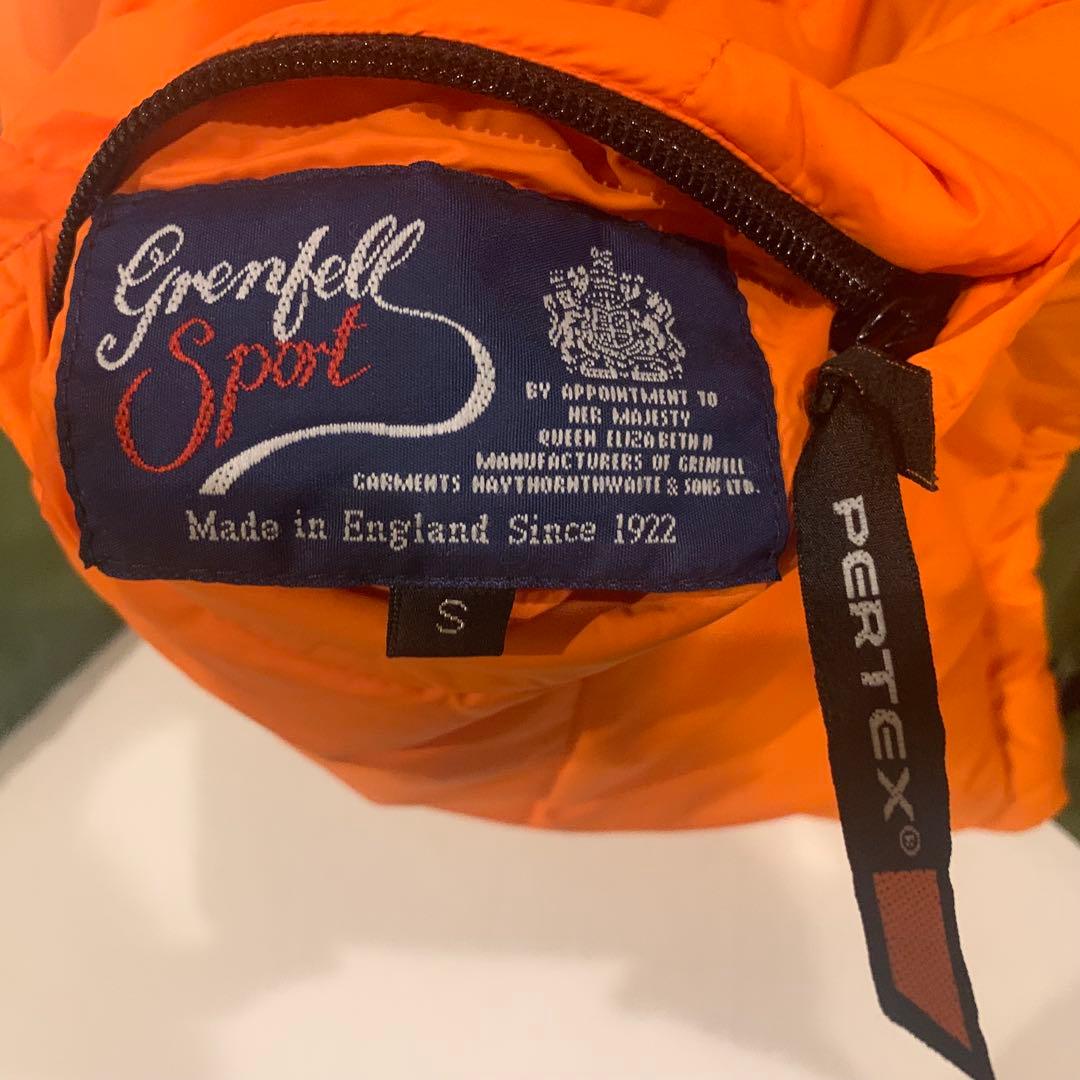 Grenfell
Sport
BY APPOINTMENT TO
HER MAJESTY
QUEEN ELIZABETH II
MANUFACTURERS OF GRENFELL
GARMENTS HAYTHORNTHWAITE & SONS LTD.
Made in England Since 1922
S
PERTEX®